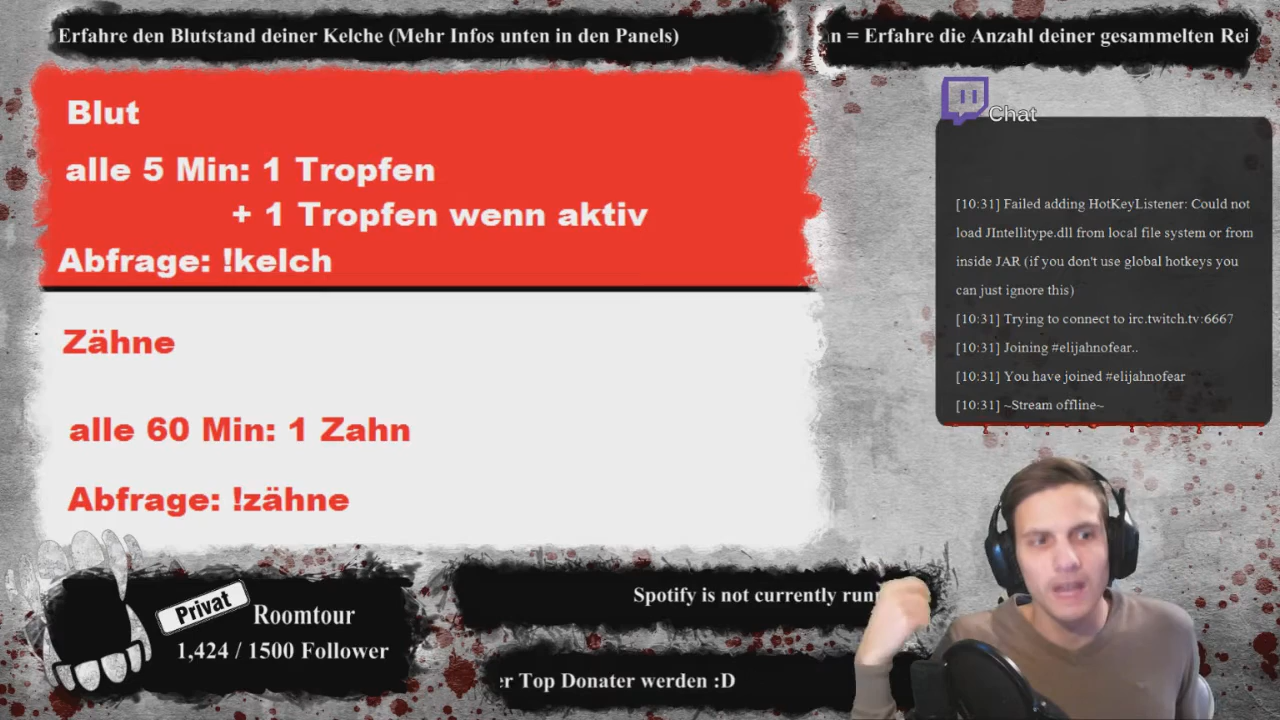 Erfahre den Blutstand deiner Kelche (Mehr Infos unten in den Panels)
= Erfahre die Anzahl deiner gesammelten
Blut
alle 5 Min: 1 Tropfen
+ 1 Tropfen wenn aktiv
Abfrage: !kelch
Zähne
alle 60 Min: 1 Zahn
Abfrage: !zähne
Chat
[10:31] Failed adding HotKeyListener: Could not
load JIntellitype.dll from local file system or from
inside JAR (if you don't use global hotkeys you
can just ignore this)
[10:31] Trying to connect to irc.twitch.tv:6667
[10:31] Joining #elijahnofear..
[10:31] You have joined #elijahnofear
[10:31] ~Stream offline~
Privat
Roomtour
1,424 / 1500 Follower
Spotify is not currently
Top Donater werden :D